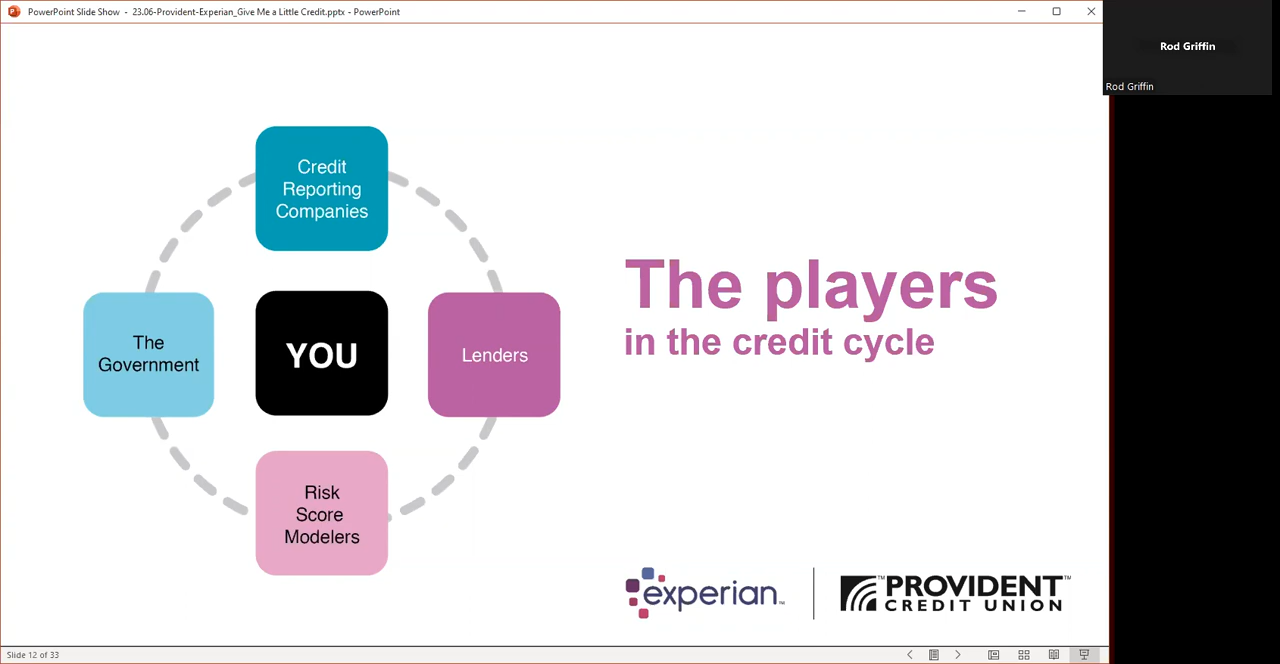 PowerPoint Slide Show - 23.06-Provident-Experian_Give Me a Little Credit.pptx - PowerPoint
Rod Griffin
Rod Griffin
Credit
Reporting
Companies
The
Government
YOU
Lenders
Risk
Score
Modelers
The players
in the credit cycle
experian™
™PROVIDENT™
CREDIT UNION
Slide 12 of 33